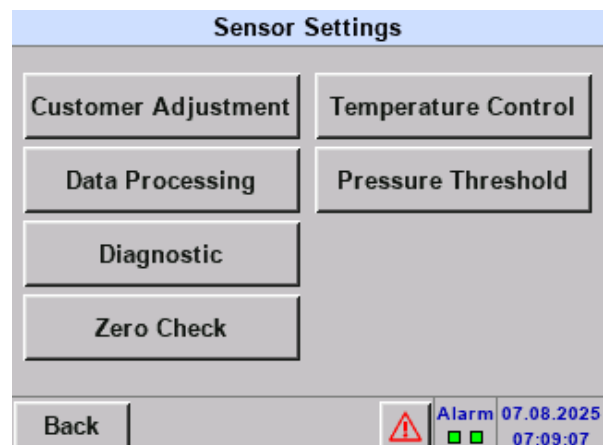 Sensor Settings
Customer Adjustment
Temperature Control
Data Processing
Pressure Threshold
Diagnostic
Zero Check
Back
Alarm
07.08.2025
07:09:07